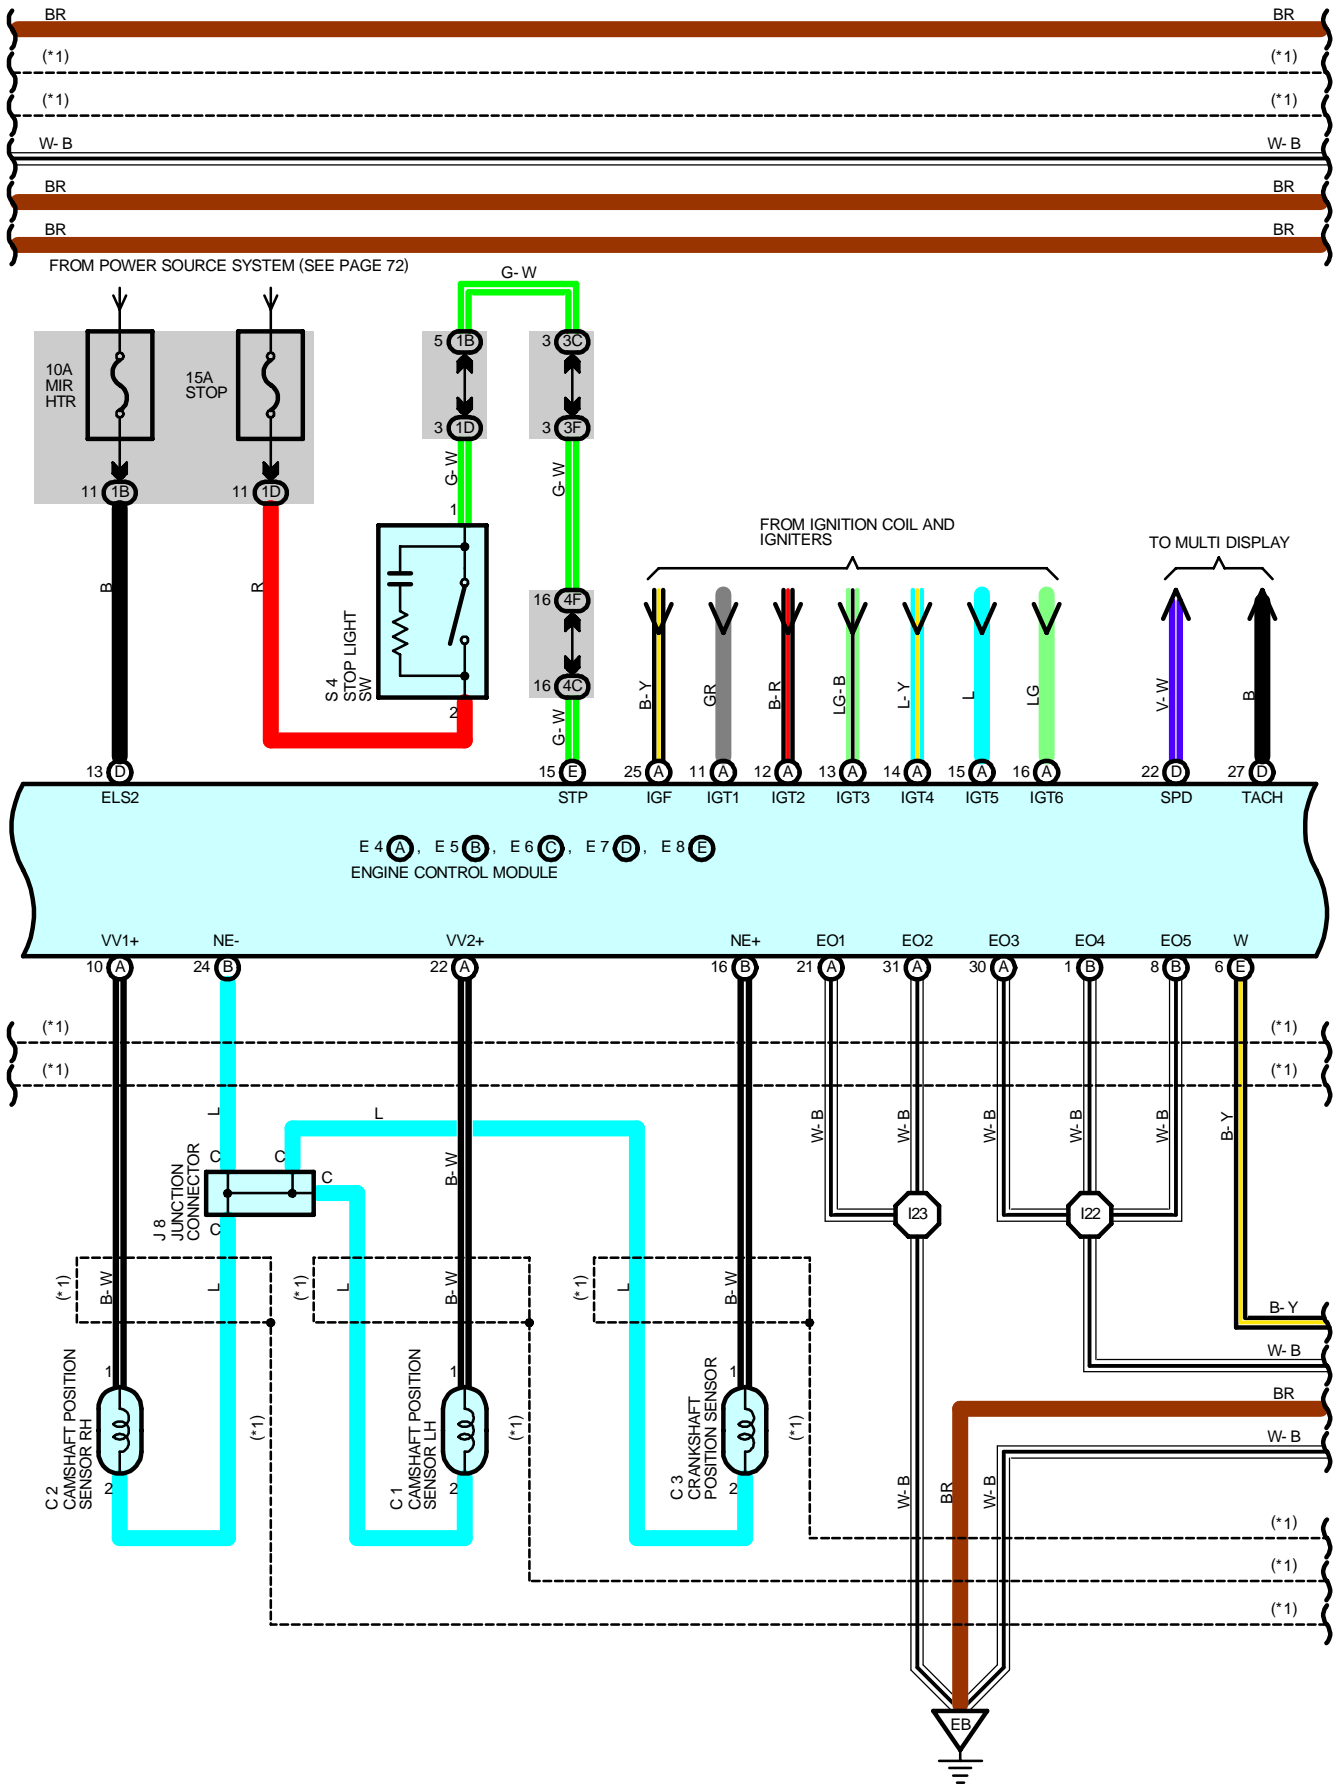 BR BR
(*1) (*1)
(*1) (*1)
W- B W- B
BR BR
BR BR
FROM POWER SOURCE SYSTEM (SEE PAGE 72)
G- W
5 1B 3 3C
10A
MIR
HTR
15A
STOP
3 1D 3 3F
G- W G- W
11 1B 11 1D
1
FROM IGNITION COIL AND
IGNITERS
TO MULTI DISPLAY
B R
16 4F
S 4
STOP LIGHT
SW
16 4C
2
G- W
B- Y GR B- R LG- B L- Y L LG V- W B
13 D 15 E 25 A 11 A 12 A 13 A 14 A 15 A 16 A 22 D 27 D
ELS2 STP IGF IGT1 IGT2 IGT3 IGT4 IGT5 IGT6 SPD TACH
E 4 A , E 5 B , E 6 C , E 7 D , E 8 E
ENGINE CONTROL MODULE
VV1+ NE- VV2+ NE+ EO1 EO2 EO3 EO4 EO5 W
10 A 24 B 22 A 16 B 21 A 31 A 30 A 1 B 8 B 6 E
(*1) (*1)
(*1) (*1)
L L
W- B W- B W- B W- B W- B B- Y
C C B- W
C
J 8
JUNCTION
CONNECTOR
C
I23 I22
(*1) B- W L (*1) L B- W (*1) L B- W
B- Y
W- B
1 1 1
BR
C 2
CAMSHAFT POSITION
SENSOR RH
(*1)
C 1
CAMSHAFT POSITION
SENSOR LH
(*1)
C 3
CRANKSHAFT
POSITION SENSOR
(*1)
W- B
2 2 2
W- B BR W- B
(*1)
(*1)
(*1)
EB